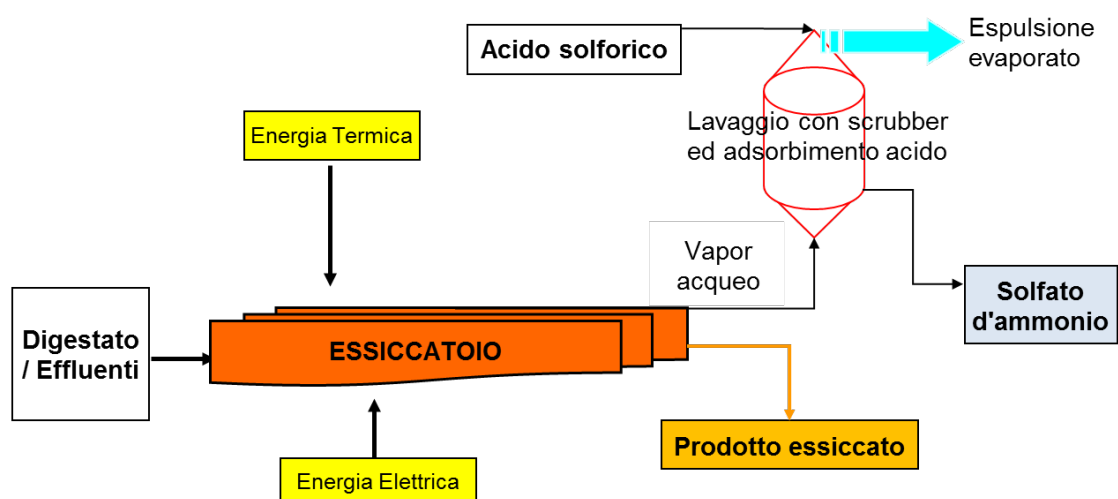 Acido solforico
Espulsione
evaporato
Energia Termica
Lavaggio con scrubber
ed adsorbimento acido
Vapor
acqueo
Digestato
/ Effluenti
ESSICCATOIO
Solfato
d'ammonio
Prodotto essiccato
Energia Elettrica